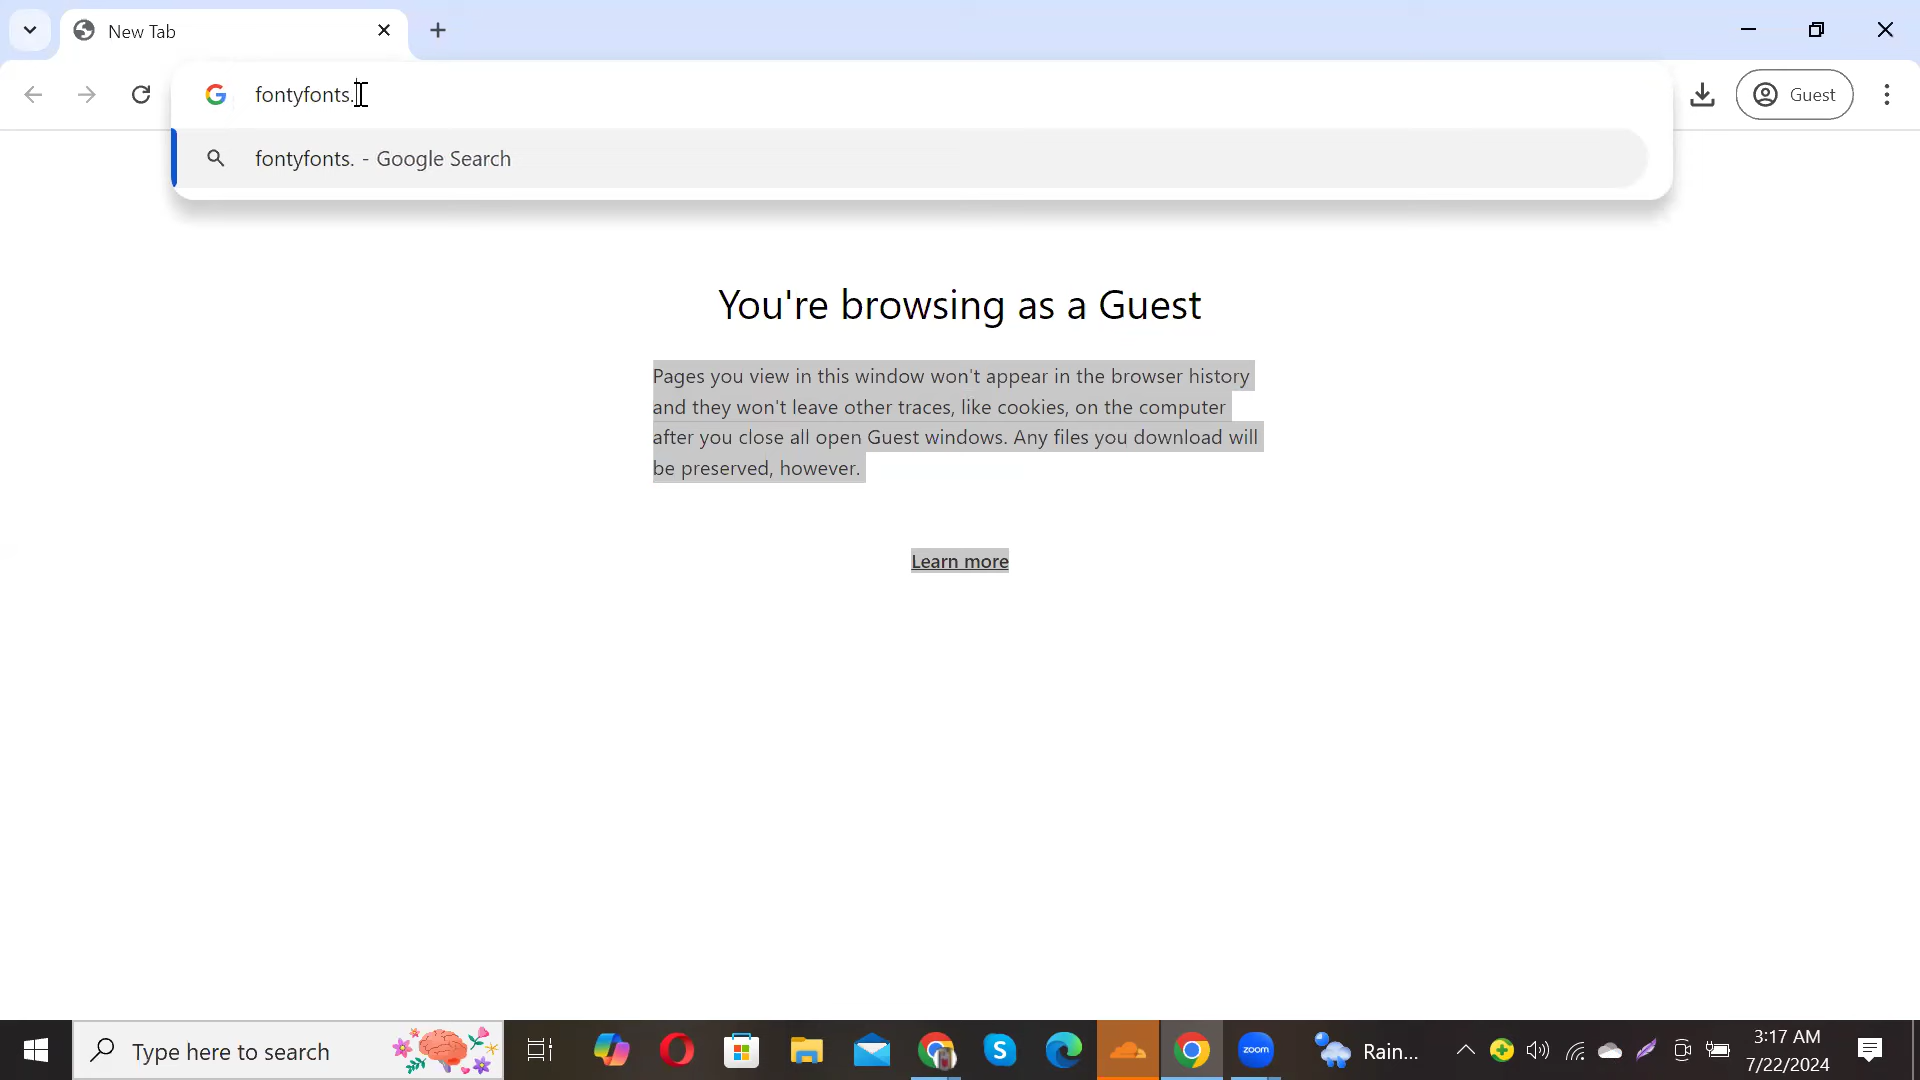 New Tab
fontyfonts.
Guest
fontyfonts. - Google Search
You're browsing as a Guest
Pages you view in this window won't appear in the browser history
and they won't leave other traces, like cookies, on the computer
after you close all open Guest windows. Any files you download will
be preserved, however.
Learn more
Type here to search
zoom
Rain...
3:17 AM
7/22/2024